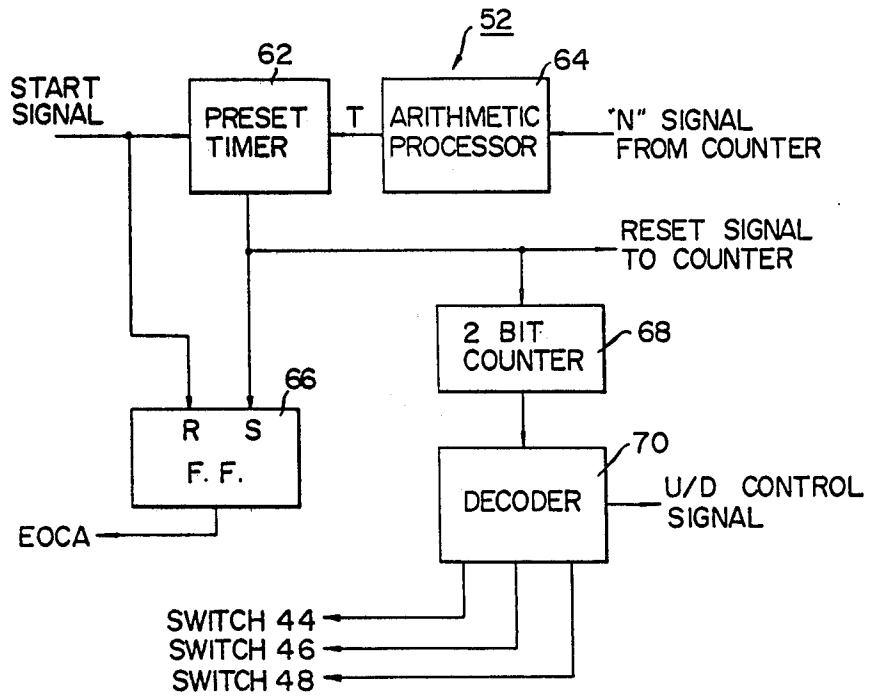 52
62
64
START
SIGNAL
PRESET
TIMER
T
ARITHMETIC
PROCESSOR
"N" SIGNAL
FROM COUNTER
RESET SIGNAL
TO COUNTER
2 BIT
COUNTER
68
66
R S
F. F.
70
DECODER
U/D CONTROL
SIGNAL
EOCA
SWITCH 44
SWITCH 46
SWITCH 48